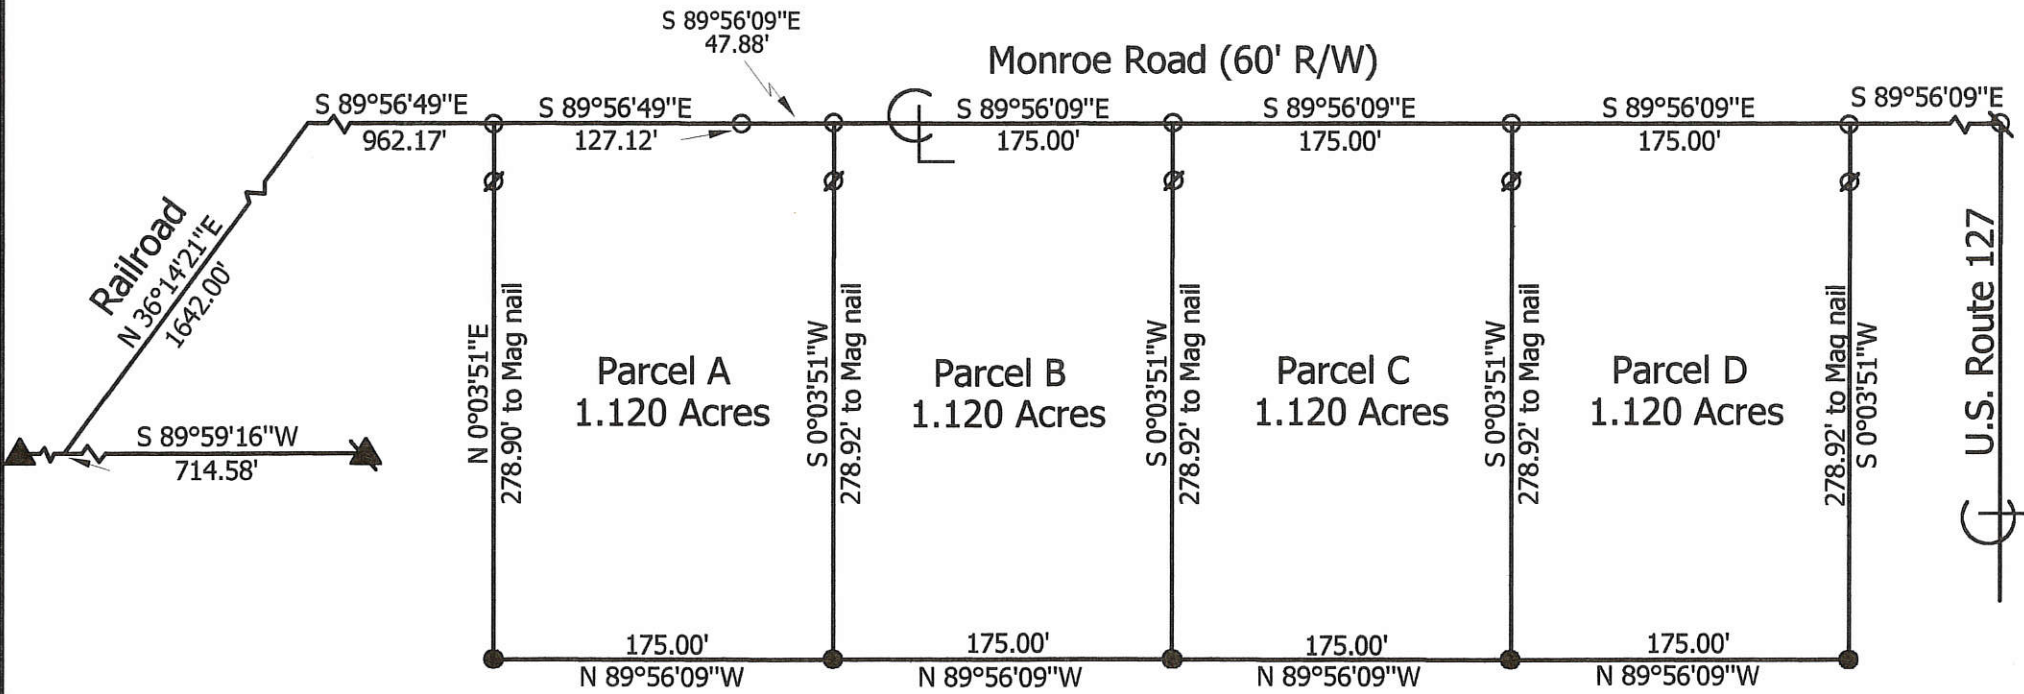 S 89°56'09"E
47.88'
Monroe Road (60' R/W)
S 89°56'49"E
962.17'
S 89°56'49"E
127.12'
S 89°56'09"E
175.00'
S 89°56'09"E
175.00'
S 89°56'09"E
175.00'
S 89°56'09"E
Railroad
N 36°14'21"E
1642.00'
S 89°59'16"W
714.58'
N 0°03'51"E
278.90' to Mag nail
Parcel A
1.120 Acres
S 0°03'51"W
278.92' to Mag nail
Parcel B
1.120 Acres
S 0°03'51"W
278.92' to Mag nail
Parcel C
1.120 Acres
S 0°03'51"W
278.92' to Mag nail
Parcel D
1.120 Acres
278.92' to Mag nail
S 0°03'51"W
U.S. Route 127
175.00'
N 89°56'09"W
175.00'
N 89°56'09"W
175.00'
N 89°56'09"W
175.00'
N 89°56'09"W